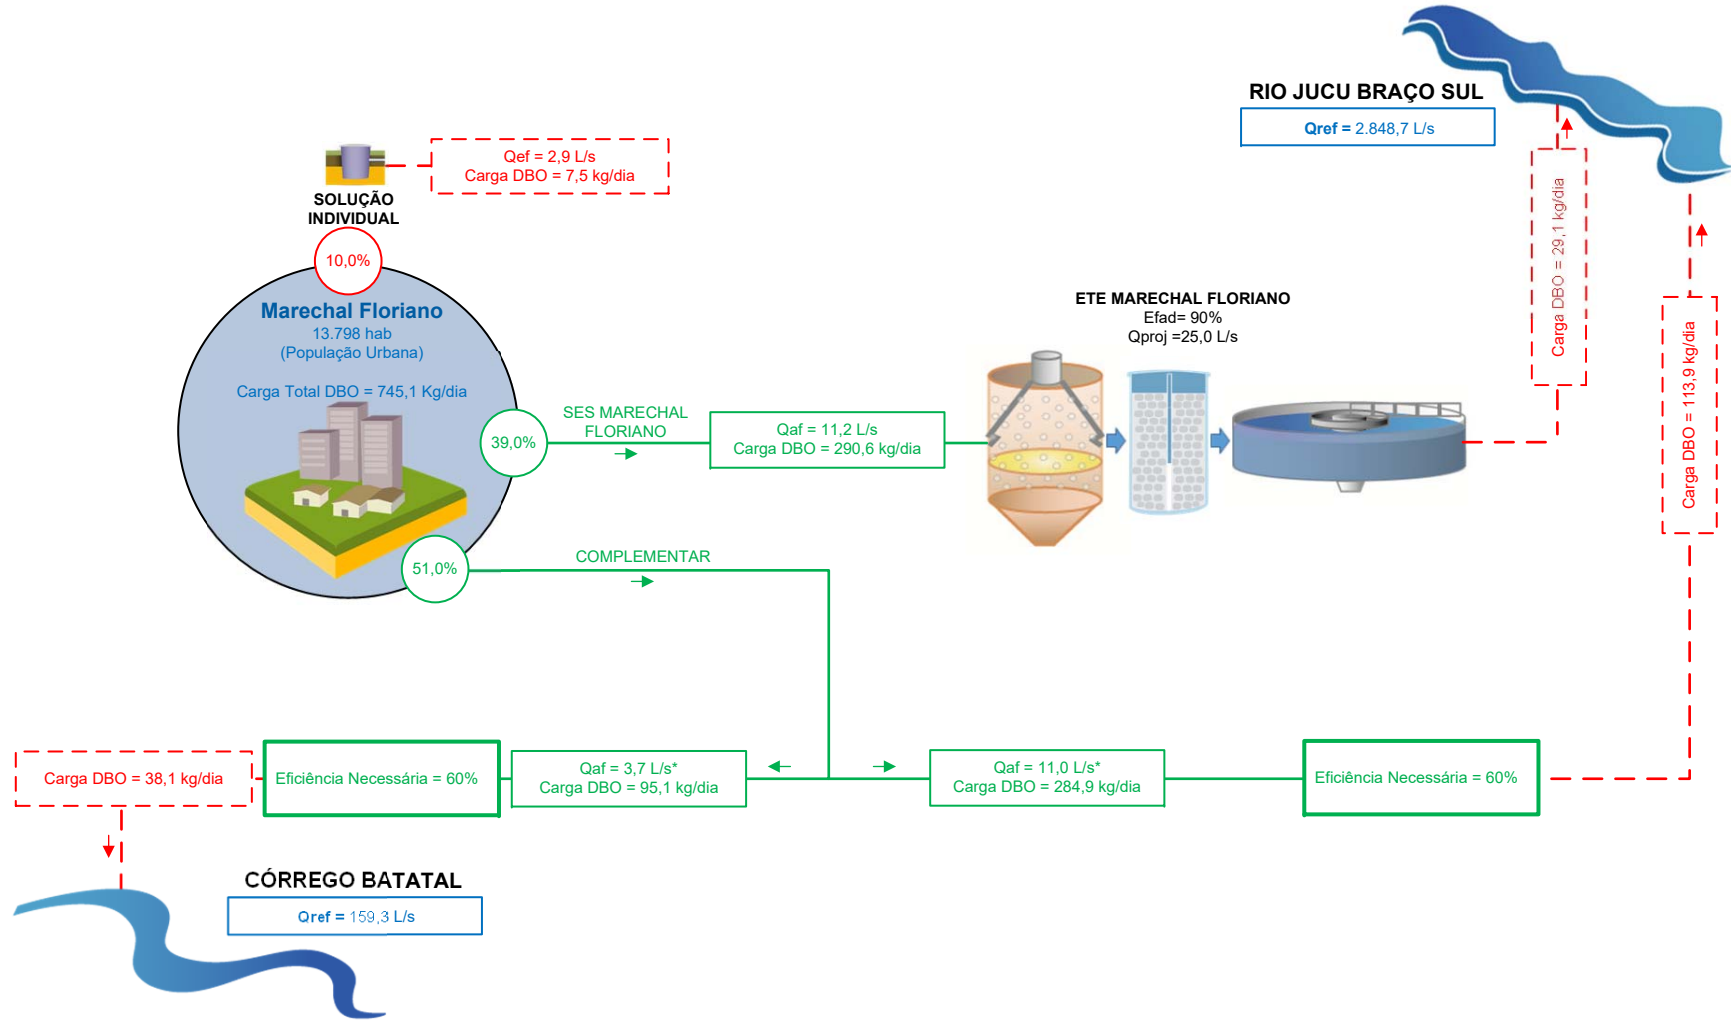 RIO JUCU BRAÇO SUL
Qref = 2.848,7 L/s
Qef = 2,9 L/s
Carga DBO = 7,5 kg/dia
SOLUÇÃO
INDIVIDUAL
10,0%
Marechal Floriano
13.798 hab
(População Urbana)
Carga Total DBO = 745,1 Kg/dia
39,0%
SES MARECHAL
FLORIANO
Qaf = 11,2 L/s
Carga DBO = 290,6 kg/dia
ETE MARECHAL FLORIANO
Efad= 90%
Qproj =25,0 L/s
Carga DBO = 29,1 kg/dia
Carga DBO = 113,9 kg/dia
51,0%
COMPLEMENTAR
Carga DBO = 38,1 kg/dia
Eficiência Necessária = 60%
Qaf = 3,7 L/s*
Carga DBO = 95,1 kg/dia
Qaf = 11,0 L/s*
Carga DBO = 284,9 kg/dia
Eficiência Necessária = 60%
CÓRREGO BATATAL
Qref = 159,3 L/s